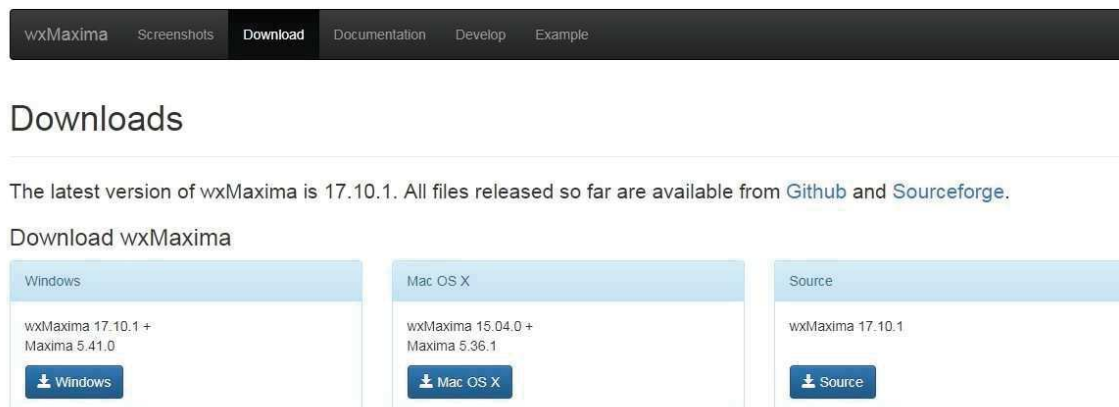 wxMaxima Screenshots Download Documentation Develop Example
Downloads
The latest version of wxMaxima is 17.10.1. All files released so far are available from Github and Sourceforge.
Download wxMaxima
Windows
wxMaxima 17.10.1 +
Maxima 5.41.0
Windows
Mac OS X
wxMaxima 15.04.0 +
Maxima 5.36.1
Mac OS X
Source
wxMaxima 17.10.1
Source